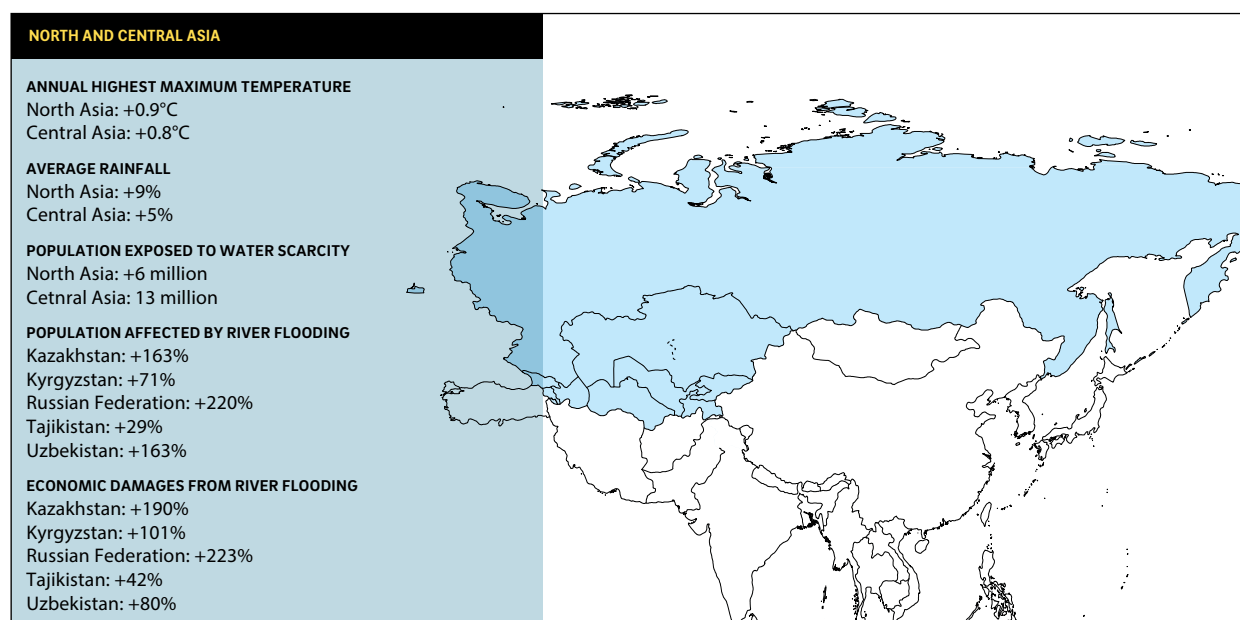 NORTH AND CENTRAL ASIA
ANNUAL HIGHEST MAXIMUM TEMPERATURE
North Asia: +0.9°C
Central Asia: +0.8°C
AVERAGE RAINFALL
North Asia: +9%
Central Asia: +5%
POPULATION EXPOSED TO WATER SCARCITY
North Asia: +6 million
Cetnral Asia: 13 million
POPULATION AFFECTED BY RIVER FLOODING
Kazakhstan: +163%
Kyrgyzstan: +71%
Russian Federation: +220%
Tajikistan: +29%
Uzbekistan: +163%
ECONOMIC DAMAGES FROM RIVER FLOODING
Kazakhstan: +190%
Kyrgyzstan: +101%
Russian Federation: +223%
Tajikistan: +42%
Uzbekistan: +80%